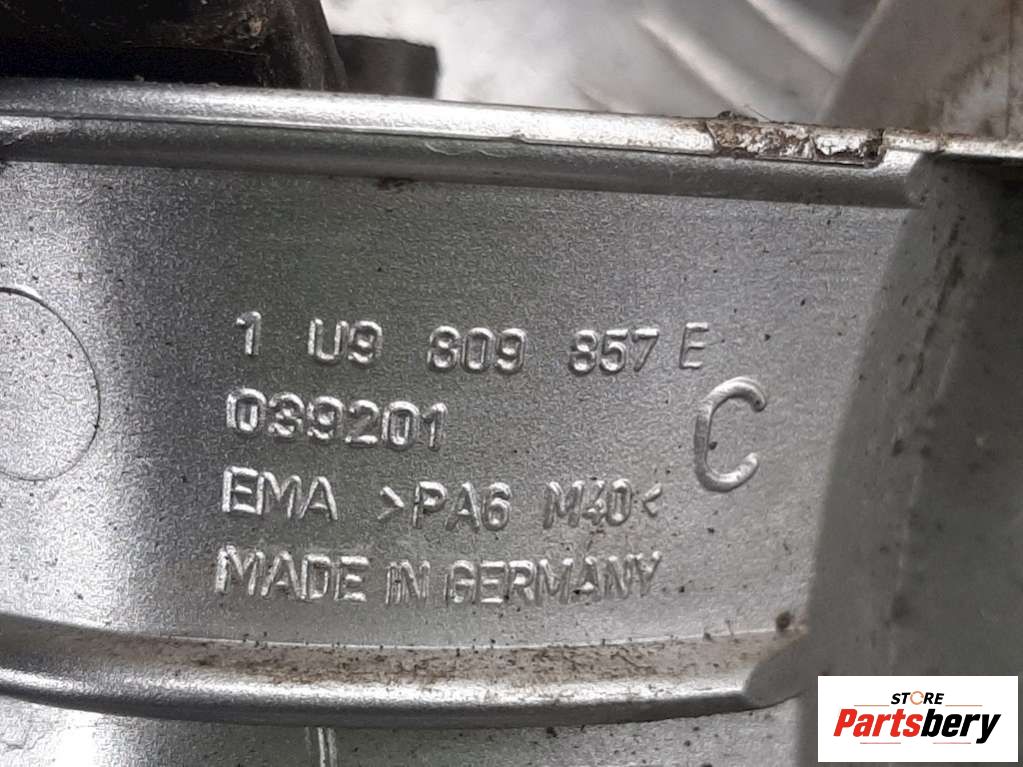 1 U9 809 857 E
039201
C
EMA >PA6 M40<
MADE IN GERMANY
STORE
Partsbery